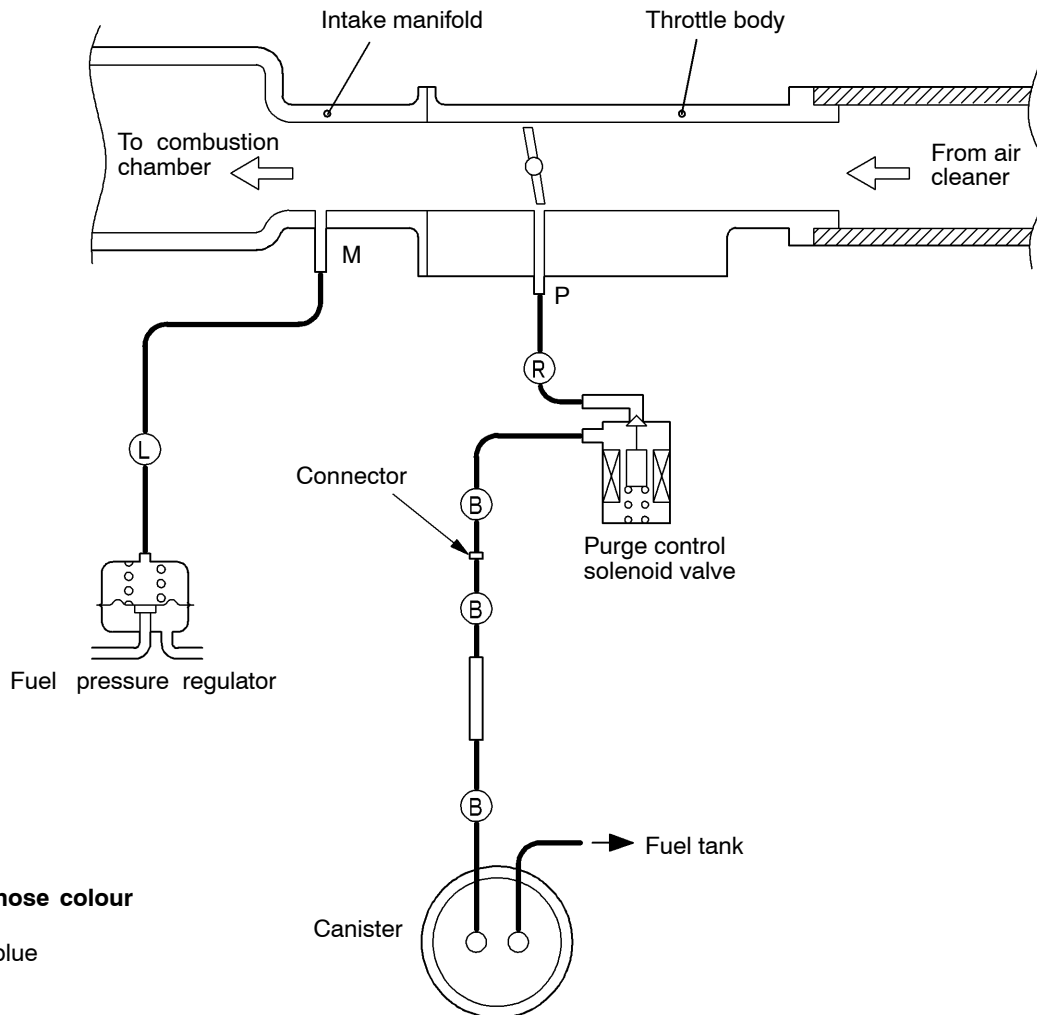 Intake manifold
Throttle body
To combustion
chamber
From air
cleaner
M
P
R
L
Connector
B
Purge control
solenoid valve
B
Fuel pressure regulator
B
Fuel tank
hose colour
Canister
blue